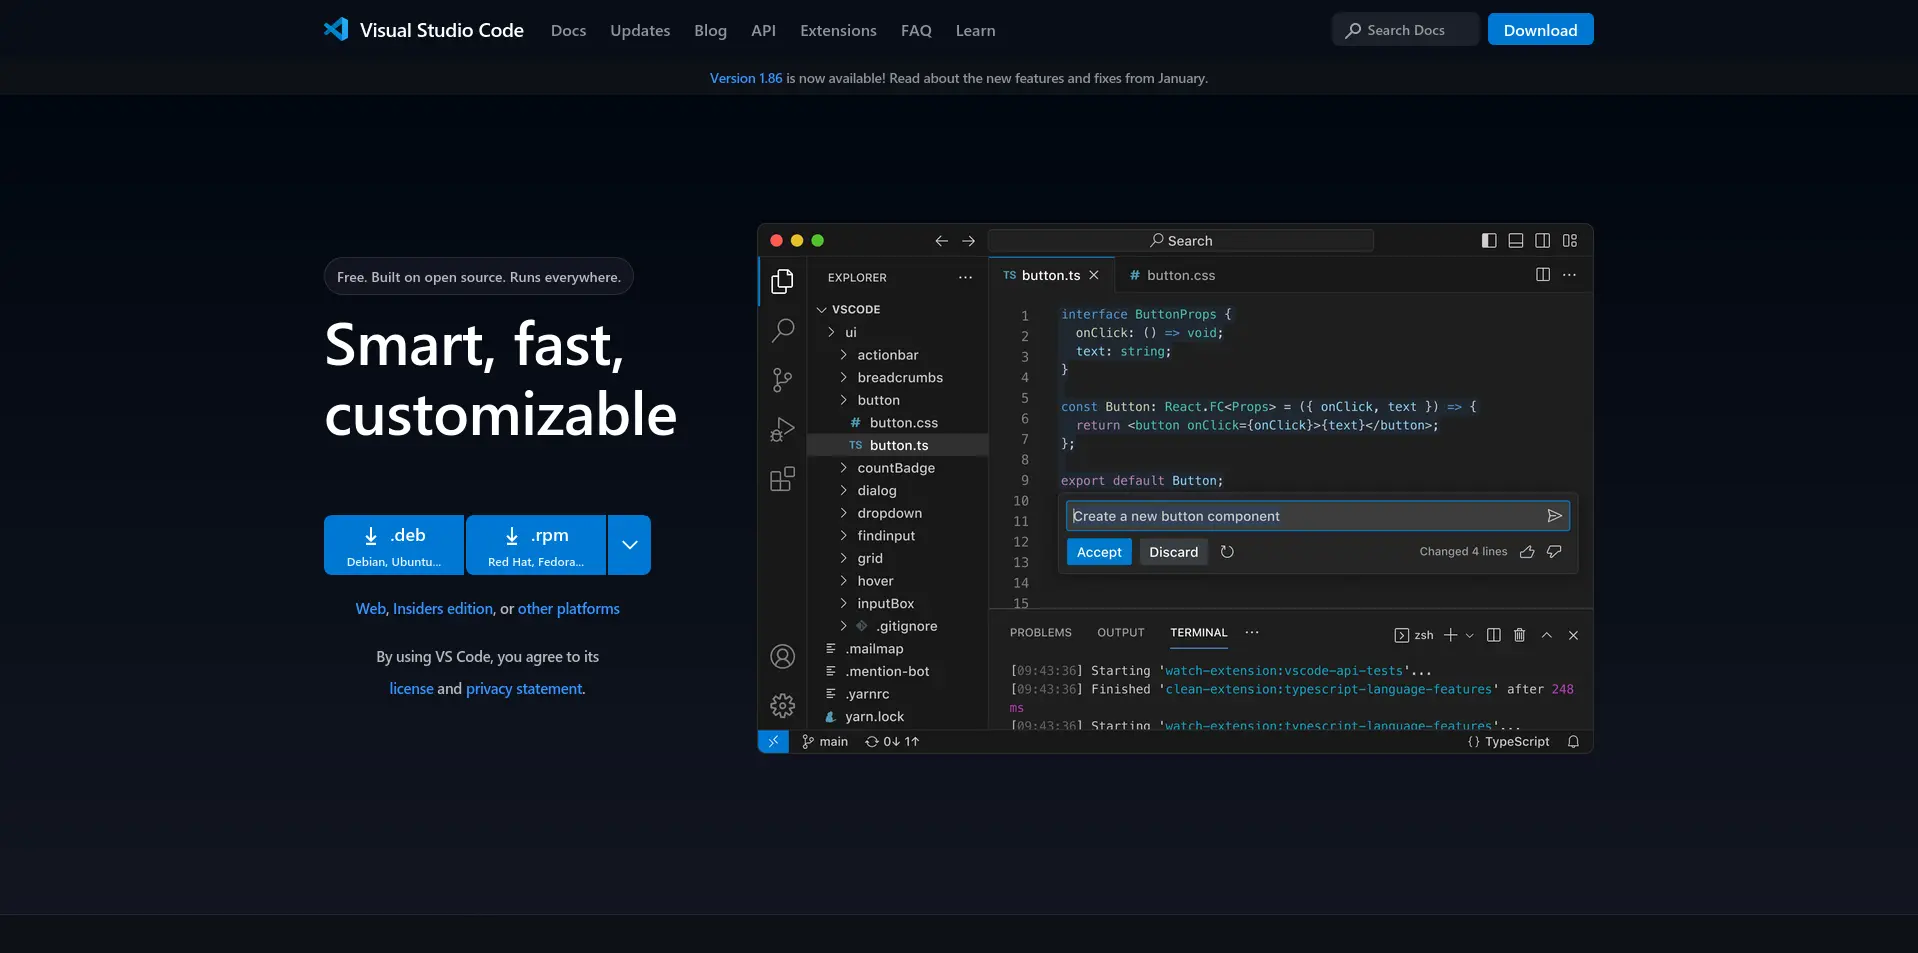 Visual Studio Code Docs Updates Blog API Extensions FAQ Learn Search Docs Download
Version 1.86 is now available! Read about the new features and fixes from January.
Free. Built on open source. Runs everywhere.
Smart, fast,
customizable
.deb
Debian, Ubuntu...
.rpm
Red Hat, Fedora...
Web, Insiders edition, or other platforms
By using VS Code, you agree to its
license and privacy statement.
Search
EXPLORER
VSCODE
ui
actionbar
breadcrumbs
button
# button.css
TS button.ts
countBadge
dialog
dropdown
findinput
grid
hover
inputBox
.gitignore
.mailmap
.mention-bot
.yarnrc
yarn.lock
TS button.ts # button.css
1
2
3
4
5
6
7
8
9
10
11
12
13
14
15
interface ButtonProps {
onClick: () => void;
text: string;
}
const Button: React.FC<Props> = ({ onClick, text }) => {
return <button onClick={onClick}>{text}</button>;
};
export default Button;
Create a new button component
Accept Discard Changed 4 lines
PROBLEMS OUTPUT TERMINAL zsh
[09:43:36] Starting 'watch-extension:vscode-api-tests'...
[09:43:36] Finished 'clean-extension:typescript-language-features' after 248
ms
[09:43:36] Starting 'watch-extension:typescript-language-features'...
main 0↓ 1↑ {} TypeScript